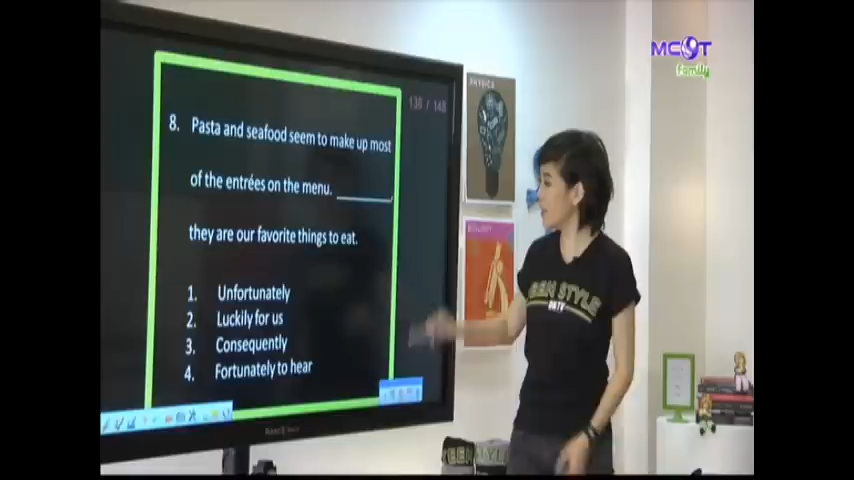 MCOT
family
138 / 148
8. Pasta and seafood seem to make up most
of the entrées on the menu. __________
they are our favorite things to eat.
1. Unfortunately
2. Luckily for us
3. Consequently
4. Fortunately to hear
PHYSICS
BIOLOGY
TEEN STYLE